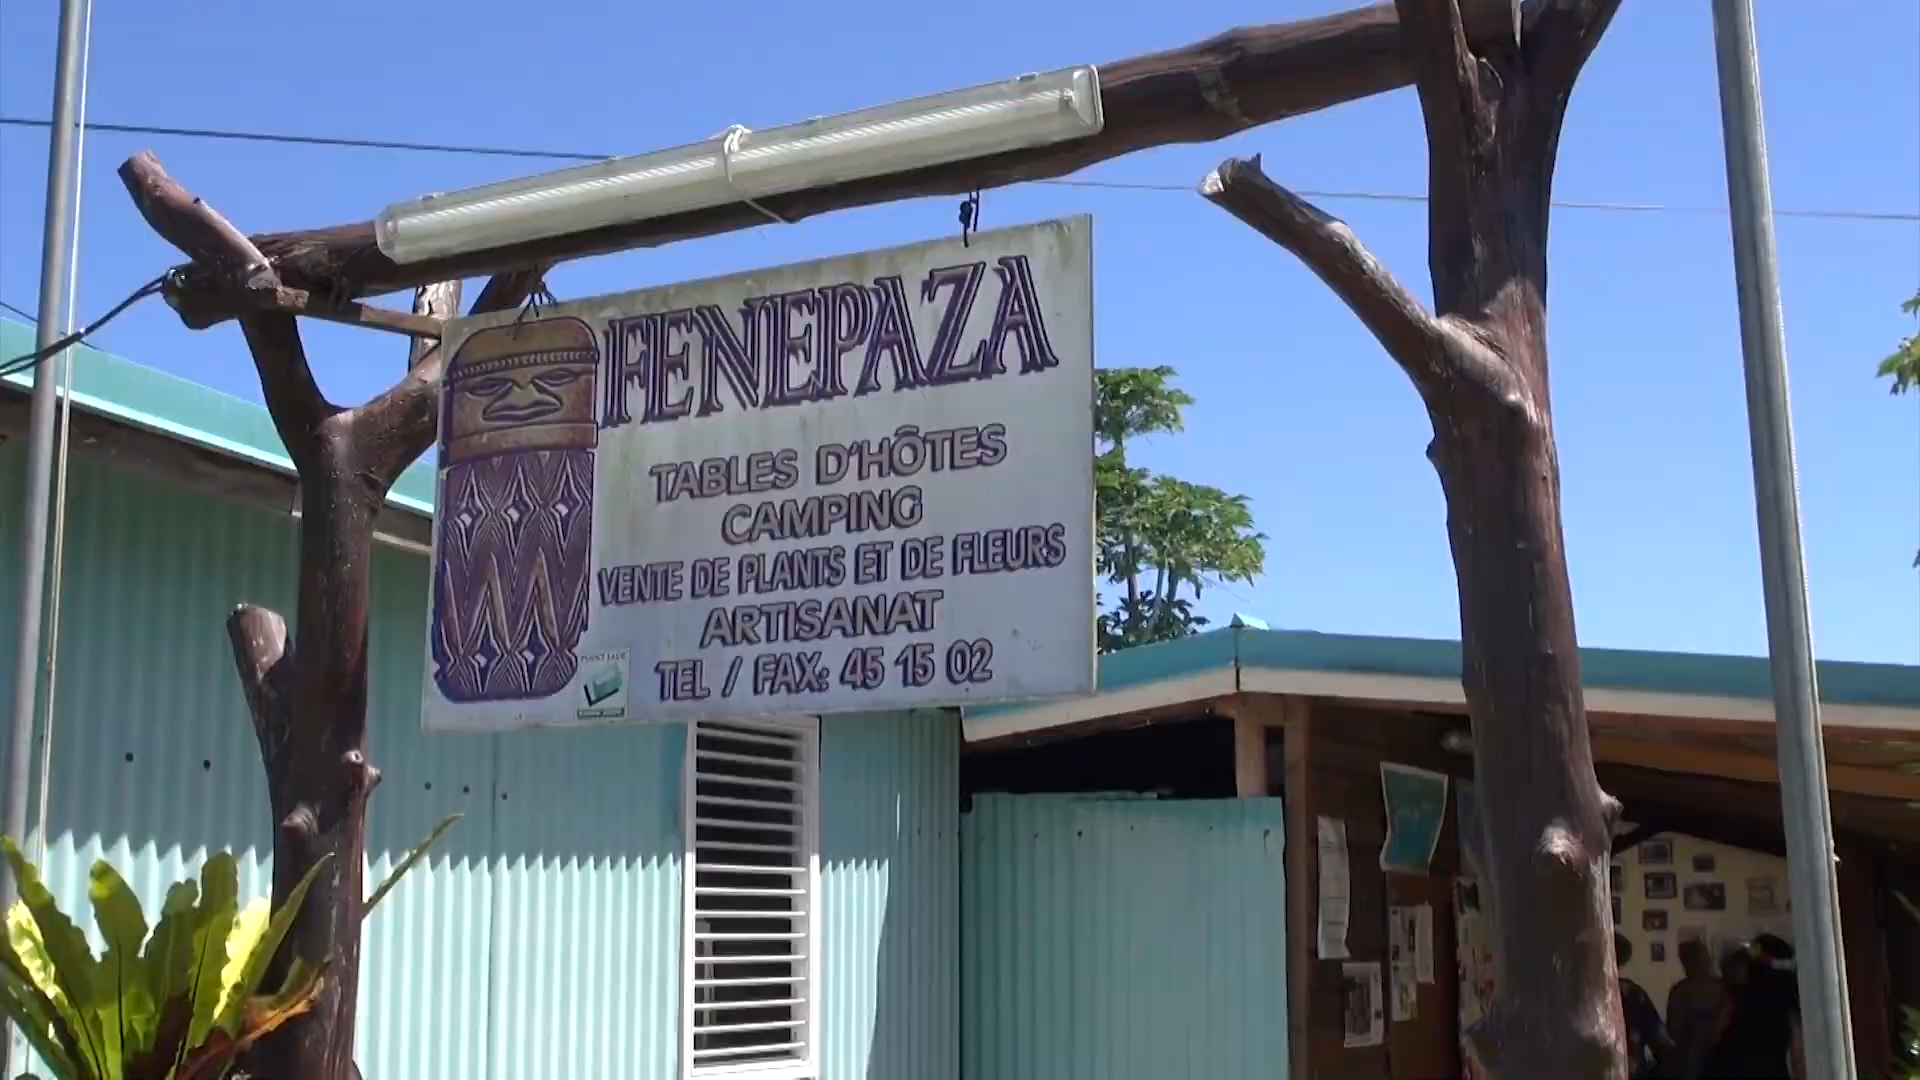 FENEPAZA
TABLES D'HÔTES
CAMPING
VENTE DE PLANTS ET DE FLEURS
ARTISANAT
TEL / FAX: 45 15 02